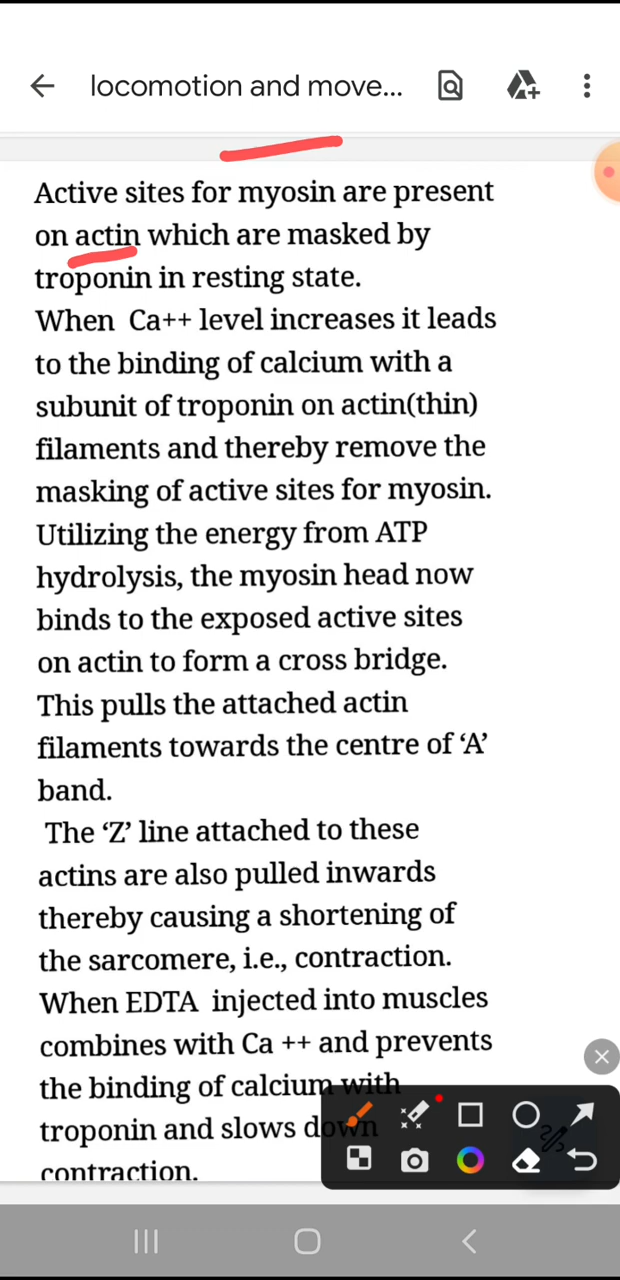 locomotion and move...
Active sites for myosin are present
on actin which are masked by
troponin in resting state.
When Ca++ level increases it leads
to the binding of calcium with a
subunit of troponin on actin(thin)
filaments and thereby remove the
masking of active sites for myosin.
Utilizing the energy from ATP
hydrolysis, the myosin head now
binds to the exposed active sites
on actin to form a cross bridge.
This pulls the attached actin
filaments towards the centre of ‘A’
band.
The ‘Z’ line attached to these
actins are also pulled inwards
thereby causing a shortening of
the sarcomere, i.e., contraction.
When EDTA injected into muscles
combines with Ca ++ and prevents
the binding of calcium with
troponin and slows down
contraction.